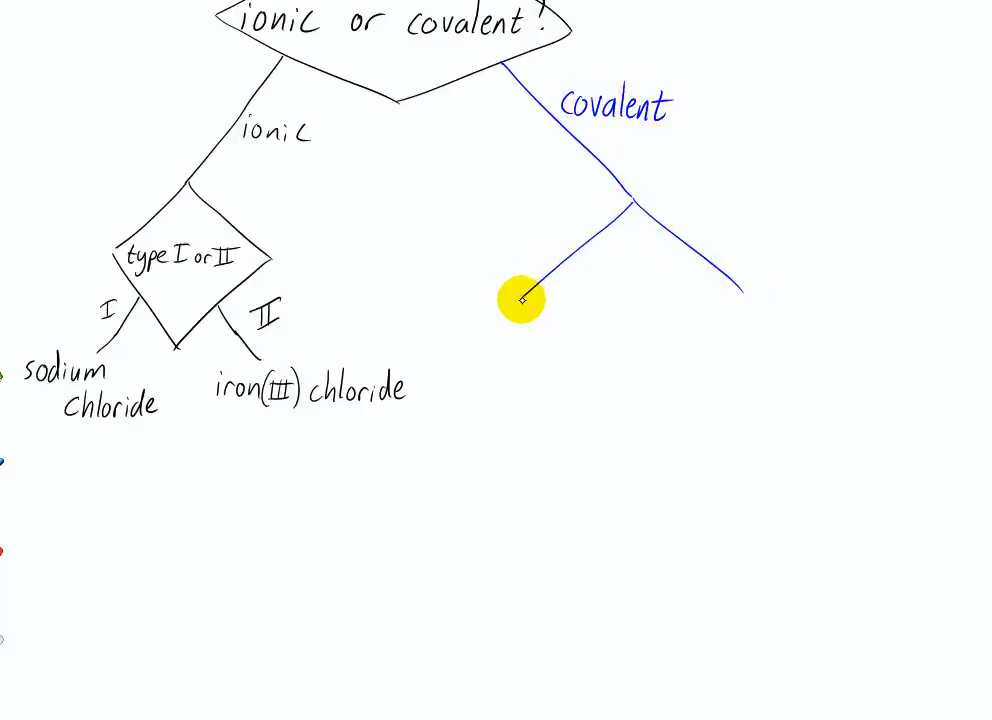 ionic or covalent?
covalent
ionic
type I or II
I
II
sodium
chloride
iron(III) chloride